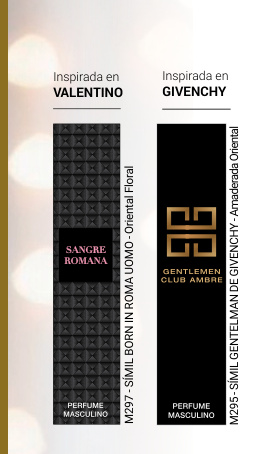 Inspirada en
VALENTINO
SANGRE
ROMANA
PERFUME
MASCULINO
M297 - SÍMIL BORN IN ROMA UOMO - Oriental Floral
Inspirada en
GIVENCHY
GENTLEMEN
CLUB AMBRE
PERFUME
MASCULINO
M295 - SÍMIL GENTELMAN DE GIVENCHY - Amaderada Oriental